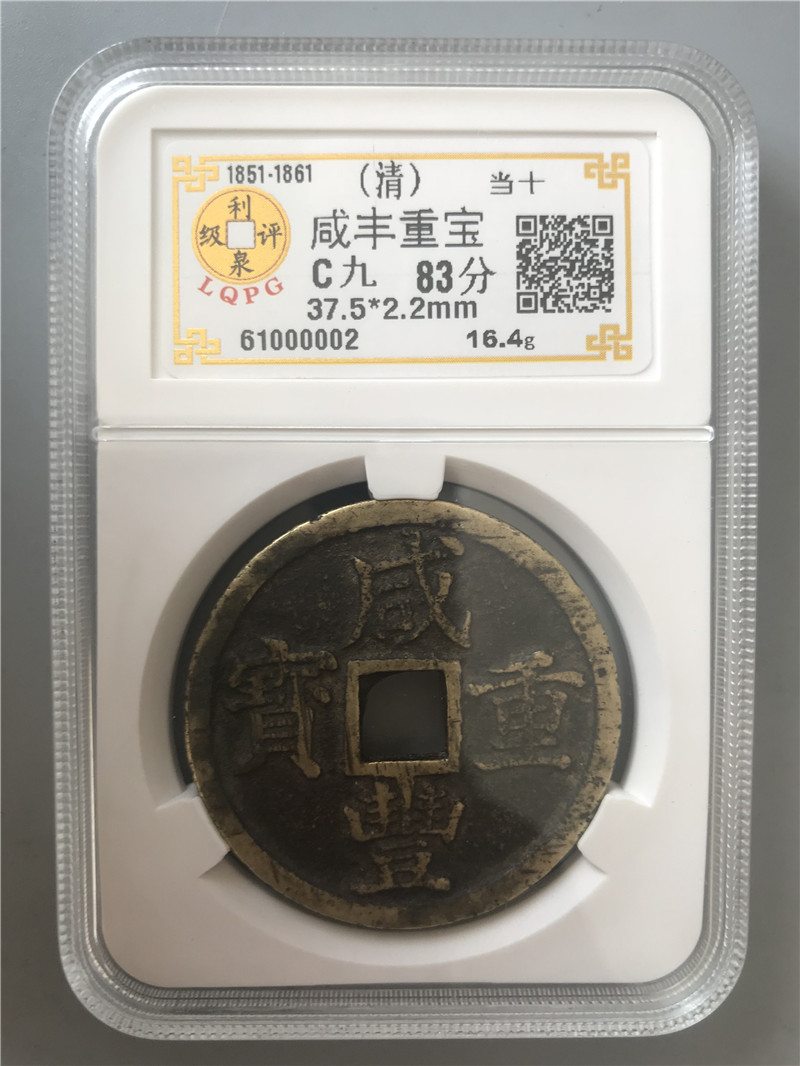 1851-1861 (清) 当十
利泉评级
LQPG
咸丰重宝
C九 83分
37.5*2.2mm
61000002 16.4g
咸豐重寶